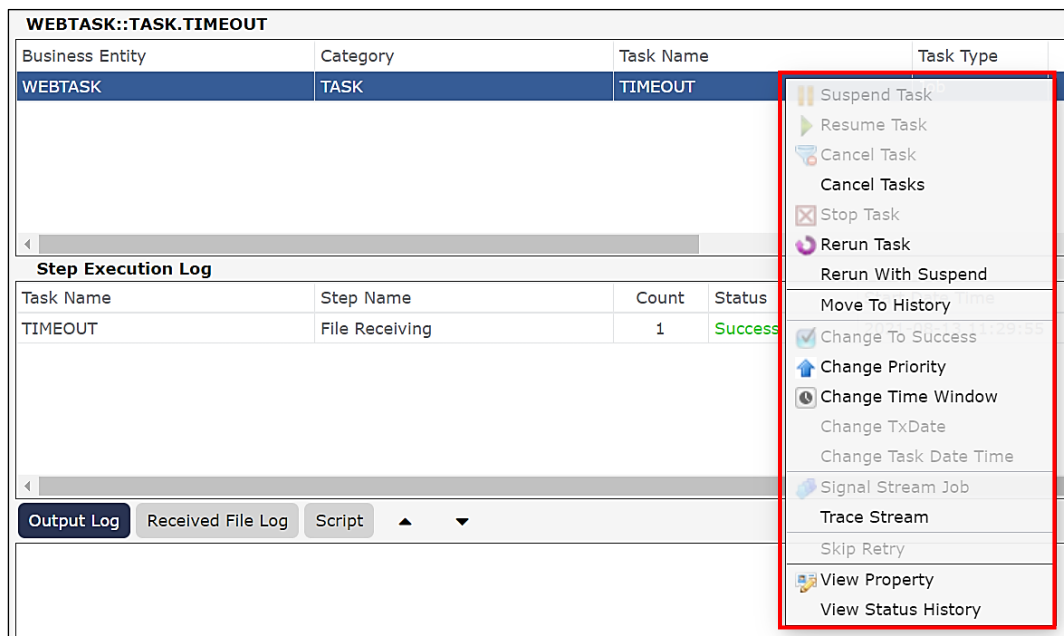 WEBTASK::TASK.TIMEOUT
Business Entity Category Task Name Task Type
WEBTASK TASK TIMEOUT
Suspend Task
Resume Task
Cancel Task
Cancel Tasks
Stop Task
Rerun Task
Rerun With Suspend
Move To History
Change To Success
Change Priority
Change Time Window
Change TxDate
Change Task Date Time
Signal Stream Job
Trace Stream
Skip Retry
View Property
View Status History
Step Execution Log
Task Name Step Name Count Status
TIMEOUT File Receiving 1 Success
Output Log Received File Log Script